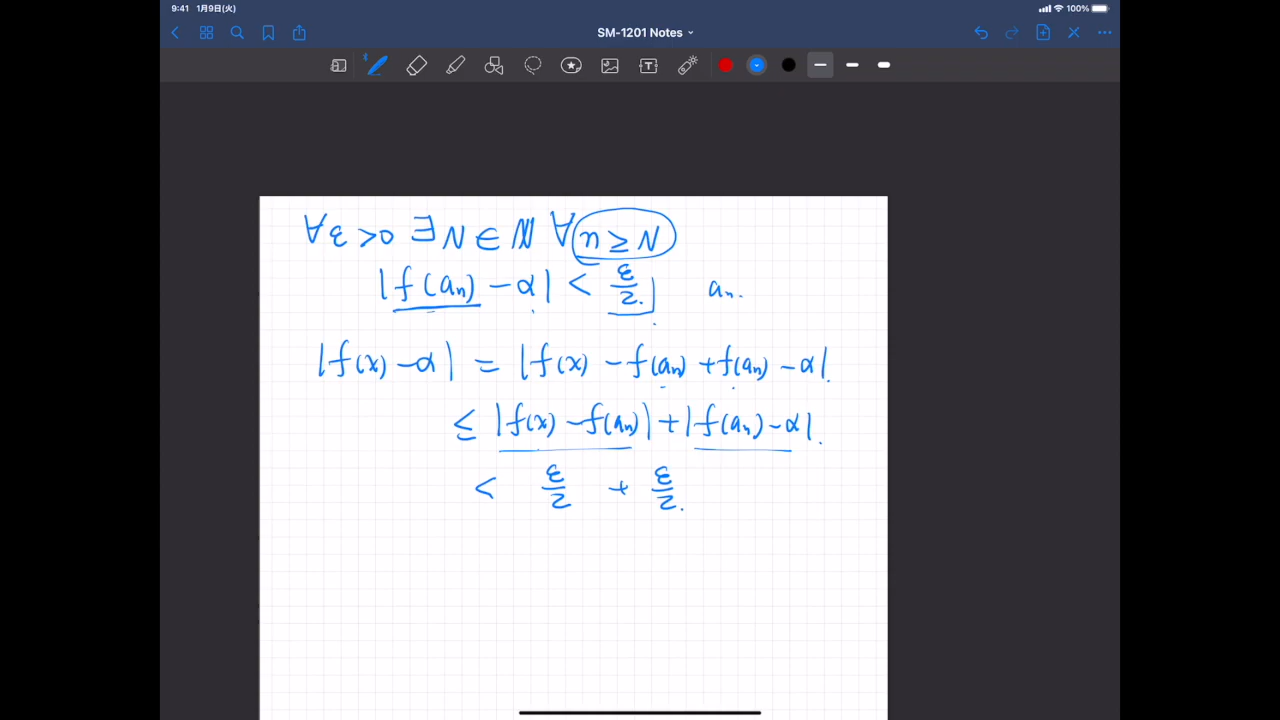 9:41 1月9日(火)
100%
SM-1201 Notes
∀ε>0 ∃N∈ℕ ∀n≥N
|f(aₙ)-α| < ε/2 aₙ.
|f(x)-α| = |f(x)-f(aₙ)+f(aₙ)-α|.
≤ |f(x)-f(aₙ)|+|f(aₙ)-α|.
< ε/2 + ε/2.